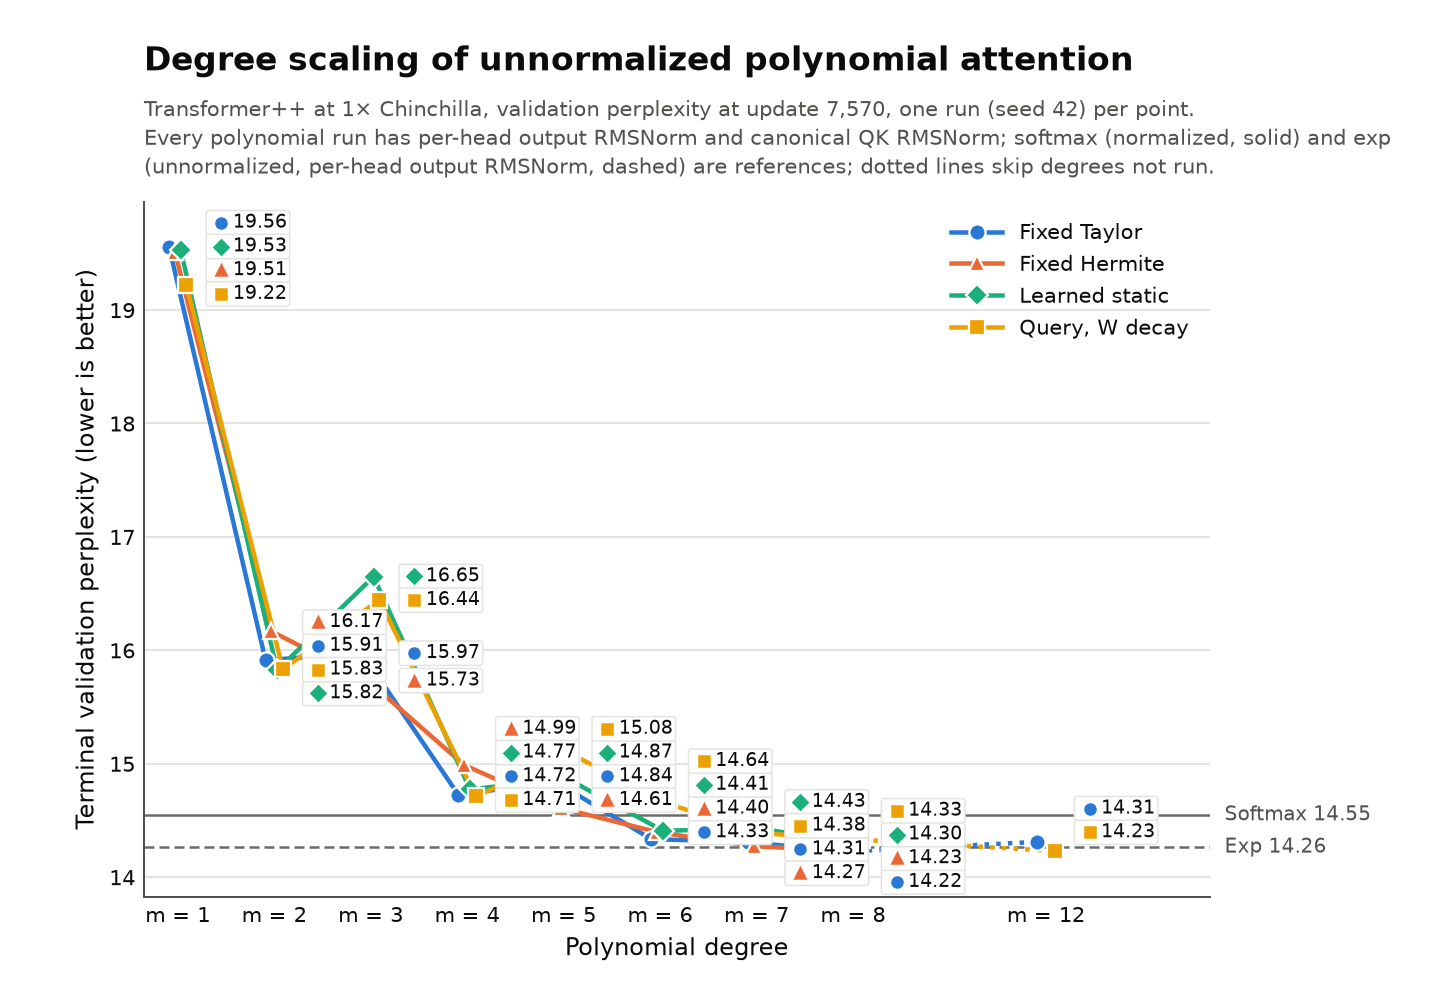 Degree scaling of unnormalized polynomial attention
Transformer++ at 1× Chinchilla, validation perplexity at update 7,570, one run (seed 42) per point.
Every polynomial run has per-head output RMSNorm and canonical QK RMSNorm; softmax (normalized, solid) and exp
(unnormalized, per-head output RMSNorm, dashed) are references; dotted lines skip degrees not run.
Fixed Taylor
Fixed Hermite
Learned static
Query, W decay
Terminal validation perplexity (lower is better)
19
18
17
16
15
14
19.56
19.53
19.51
19.22
16.17
15.91
15.83
15.82
16.65
16.44
15.97
15.73
14.99
14.77
14.72
14.71
15.08
14.87
14.84
14.61
14.64
14.41
14.40
14.33
14.43
14.38
14.31
14.27
14.33
14.30
14.23
14.22
14.31
14.23
Softmax 14.55
Exp 14.26
m = 1
m = 2
m = 3
m = 4
m = 5
m = 6
m = 7
m = 8
m = 12
Polynomial degree